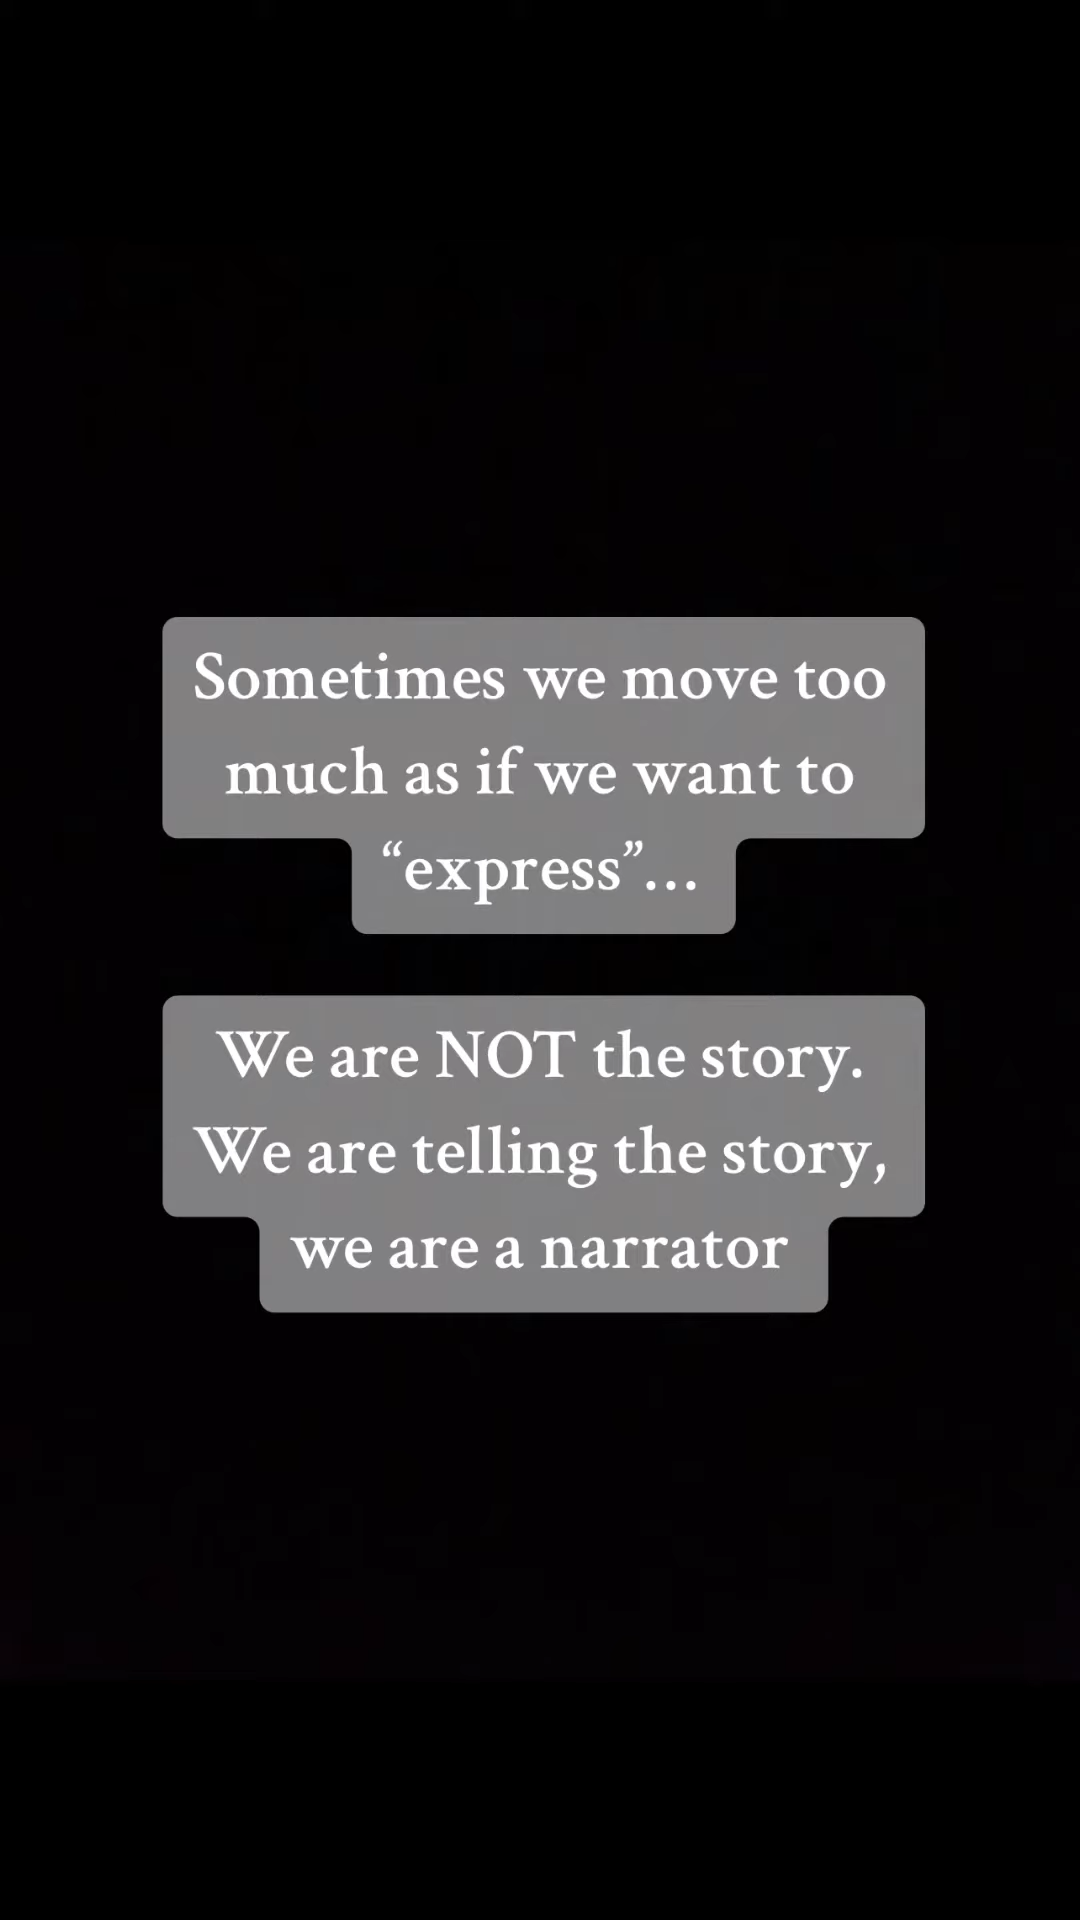 Sometimes we move too
much as if we want to
“express”...
We are NOT the story.
We are telling the story,
we are a narrator